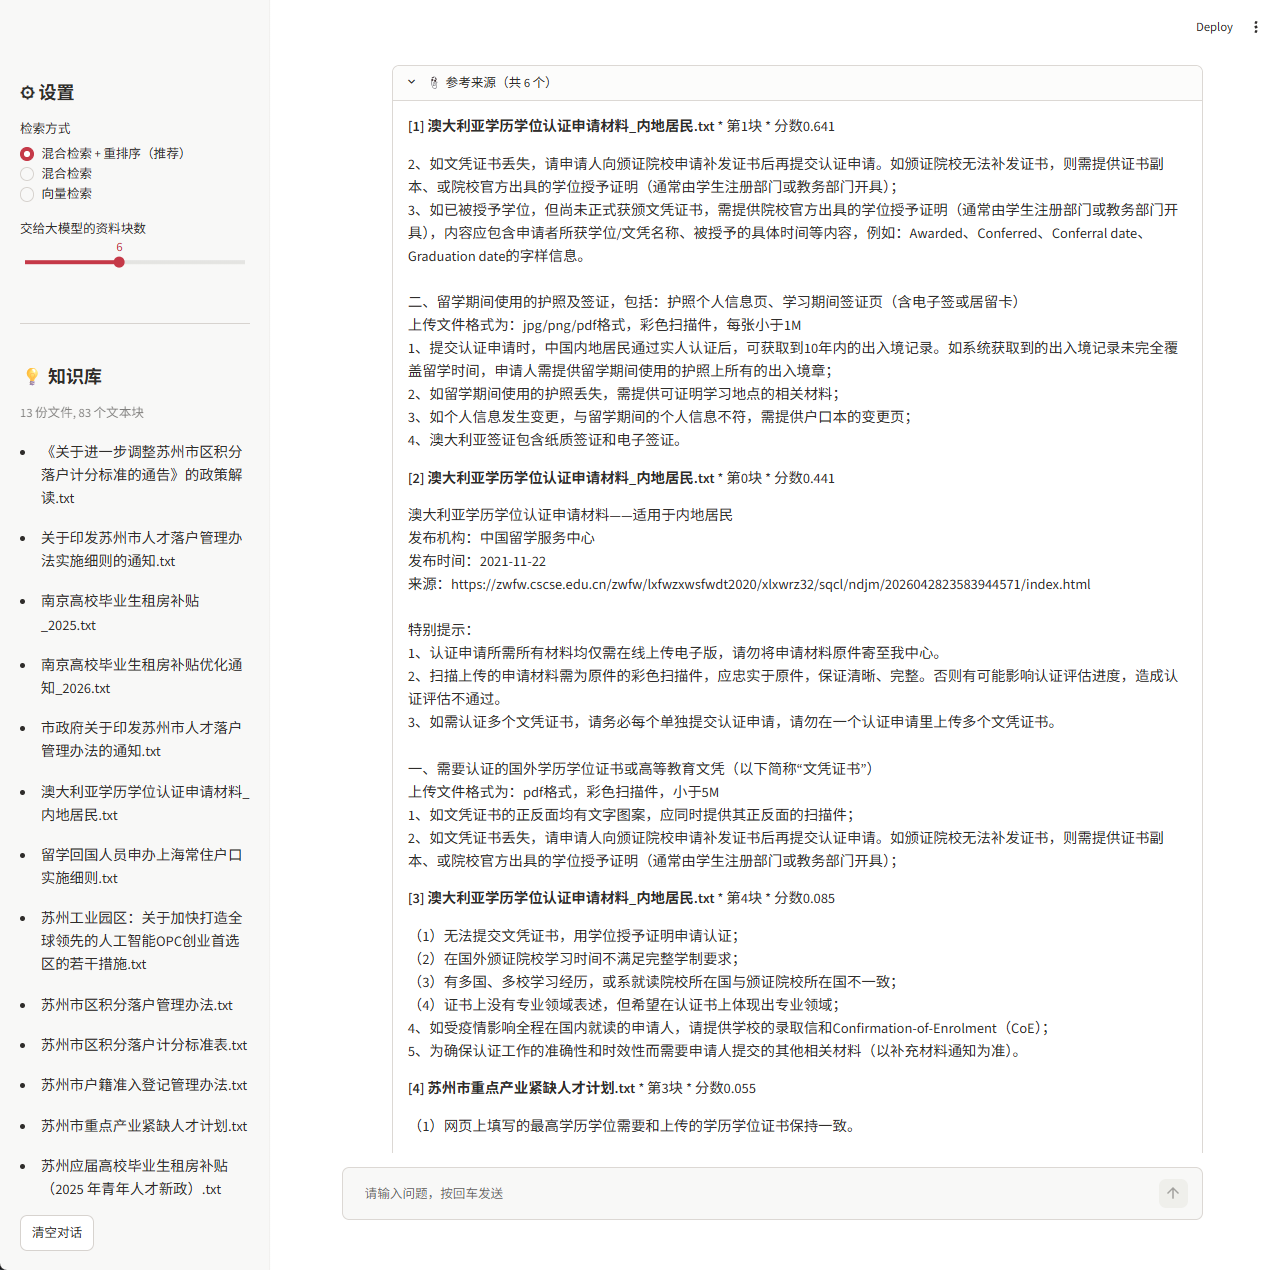 Deploy
设置
检索方式
混合检索 + 重排序（推荐）
混合检索
向量检索
交给大模型的资料块数
6
知识库
13 份文件, 83 个文本块
《关于进一步调整苏州市区积分
落户计分标准的通告》的政策解
读.txt
关于印发苏州市人才落户管理办
法实施细则的通知.txt
南京高校毕业生租房补贴
_2025.txt
南京高校毕业生租房补贴优化通
知_2026.txt
市政府关于印发苏州市人才落户
管理办法的通知.txt
澳大利亚学历学位认证申请材料_
内地居民.txt
留学回国人员申办上海常住户口
实施细则.txt
苏州工业园区：关于加快打造全
球领先的人工智能OPC创业首选
区的若干措施.txt
苏州市区积分落户管理办法.txt
苏州市区积分落户计分标准表.txt
苏州市户籍准入登记管理办法.txt
苏州市重点产业紧缺人才计划.txt
苏州应届高校毕业生租房补贴
（2025 年青年人才新政）.txt
清空对话
参考来源（共 6 个）
[1] 澳大利亚学历学位认证申请材料_内地居民.txt * 第1块 * 分数0.641
2、如文凭证书丢失，请申请人向颁证院校申请补发证书后再提交认证申请。如颁证院校无法补发证书，则需提供证书副
本、或院校官方出具的学位授予证明（通常由学生注册部门或教务部门开具）；
3、如已被授予学位，但尚未正式获颁文凭证书，需提供院校官方出具的学位授予证明（通常由学生注册部门或教务部门开
具），内容应包含申请者所获学位/文凭名称、被授予的具体时间等内容，例如：Awarded、Conferred、Conferral date、
Graduation date的字样信息。
二、留学期间使用的护照及签证，包括：护照个人信息页、学习期间签证页（含电子签或居留卡）
上传文件格式为：jpg/png/pdf格式，彩色扫描件，每张小于1M
1、提交认证申请时，中国内地居民通过实人认证后，可获取到10年内的出入境记录。如系统获取到的出入境记录未完全覆
盖留学时间，申请人需提供留学期间使用的护照上所有的出入境章；
2、如留学期间使用的护照丢失，需提供可证明学习地点的相关材料；
3、如个人信息发生变更，与留学期间的个人信息不符，需提供户口本的变更页；
4、澳大利亚签证包含纸质签证和电子签证。
[2] 澳大利亚学历学位认证申请材料_内地居民.txt * 第0块 * 分数0.441
澳大利亚学历学位认证申请材料——适用于内地居民
发布机构：中国留学服务中心
发布时间：2021-11-22
来源：https://zwfw.cscse.edu.cn/zwfw/lxfwzxwsfwdt2020/xlxwrz32/sqcl/ndjm/2026042823583944571/index.html
特别提示：
1、认证申请所需所有材料均仅需在线上传电子版，请勿将申请材料原件寄至我中心。
2、扫描上传的申请材料需为原件的彩色扫描件，应忠实于原件，保证清晰、完整。否则有可能影响认证评估进度，造成认
证评估不通过。
3、如需认证多个文凭证书，请务必每个单独提交认证申请，请勿在一个认证申请里上传多个文凭证书。
一、需要认证的国外学历学位证书或高等教育文凭（以下简称“文凭证书”）
上传文件格式为：pdf格式，彩色扫描件，小于5M
1、如文凭证书的正反面均有文字图案，应同时提供其正反面的扫描件；
2、如文凭证书丢失，请申请人向颁证院校申请补发证书后再提交认证申请。如颁证院校无法补发证书，则需提供证书副
本、或院校官方出具的学位授予证明（通常由学生注册部门或教务部门开具）；
[3] 澳大利亚学历学位认证申请材料_内地居民.txt * 第4块 * 分数0.085
（1）无法提交文凭证书，用学位授予证明申请认证；
（2）在国外颁证院校学习时间不满足完整学制要求；
（3）有多国、多校学习经历，或系就读院校所在国与颁证院校所在国不一致；
（4）证书上没有专业领域表述，但希望在认证书上体现出专业领域；
4、如受疫情影响全程在国内就读的申请人，请提供学校的录取信和Confirmation-of-Enrolment（CoE）；
5、为确保认证工作的准确性和时效性而需要申请人提交的其他相关材料（以补充材料通知为准）。
[4] 苏州市重点产业紧缺人才计划.txt * 第3块 * 分数0.055
（1）网页上填写的最高学历学位需要和上传的学历学位证书保持一致。
请输入问题，按回车发送